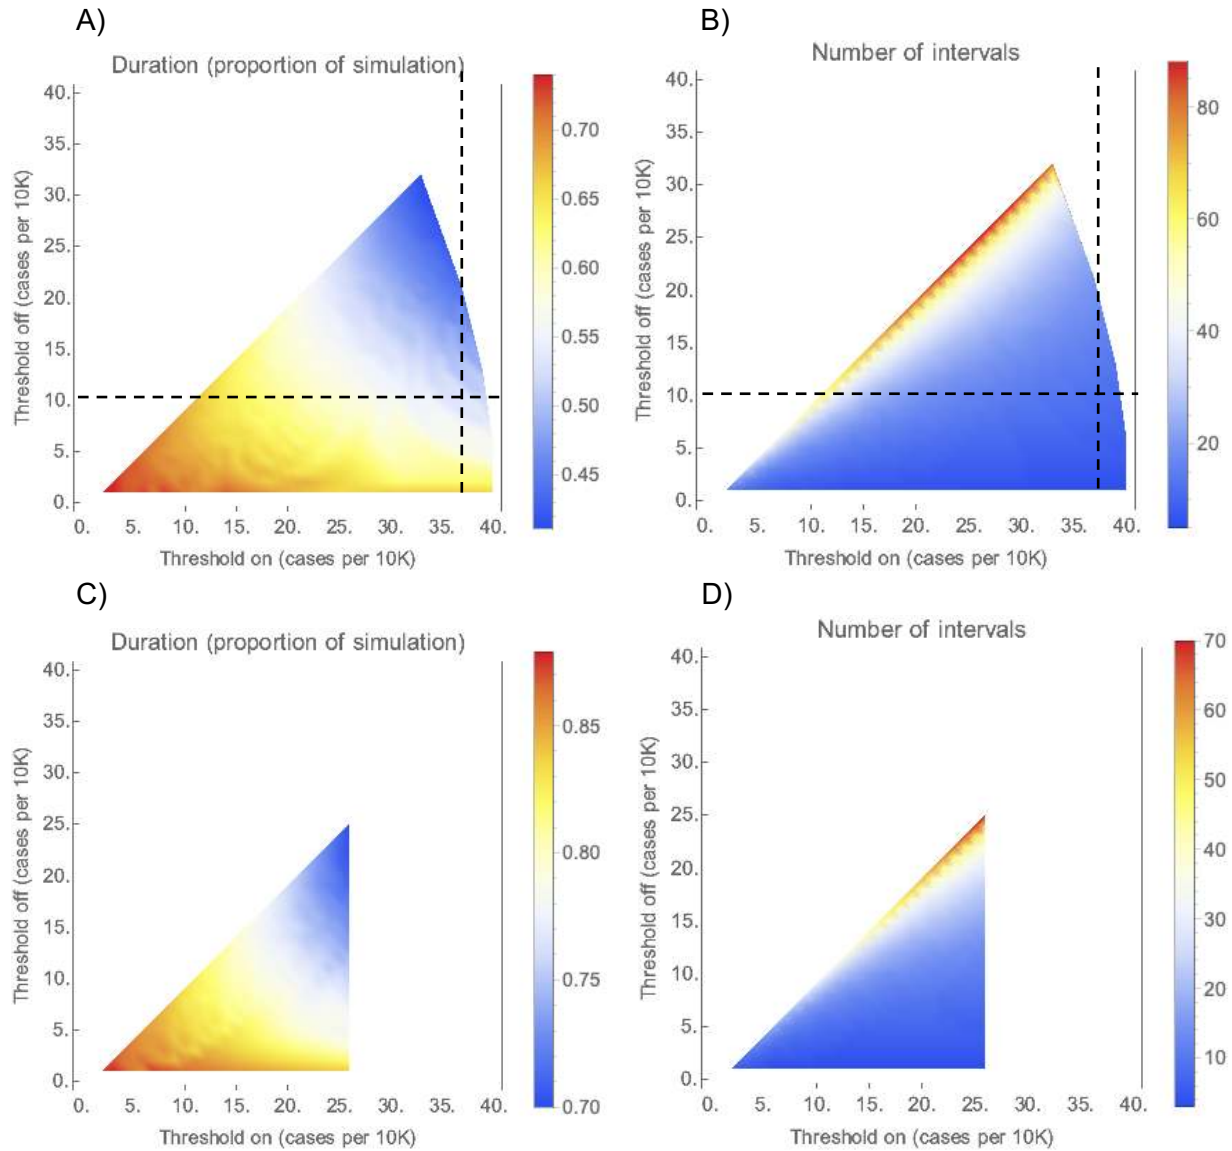 A)
Duration (proportion of simulation)
40.
35.
30.
25.
20.
15.
10.
5.
0.
Threshold off (cases per 10K)
0. 5. 10. 15. 20. 25. 30. 35. 40.
Threshold on (cases per 10K)
0.70
0.65
0.60
0.55
0.50
0.45
B)
Number of intervals
40.
35.
30.
25.
20.
15.
10.
5.
0.
Threshold off (cases per 10K)
0. 5. 10. 15. 20. 25. 30. 35. 40.
Threshold on (cases per 10K)
80
60
40
20
C)
Duration (proportion of simulation)
40.
35.
30.
25.
20.
15.
10.
5.
0.
Threshold off (cases per 10K)
0. 5. 10. 15. 20. 25. 30. 35. 40.
Threshold on (cases per 10K)
0.85
0.80
0.75
0.70
D)
Number of intervals
40.
35.
30.
25.
20.
15.
10.
5.
0.
Threshold off (cases per 10K)
0. 5. 10. 15. 20. 25. 30. 35. 40.
Threshold on (cases per 10K)
70
60
50
40
30
20
10